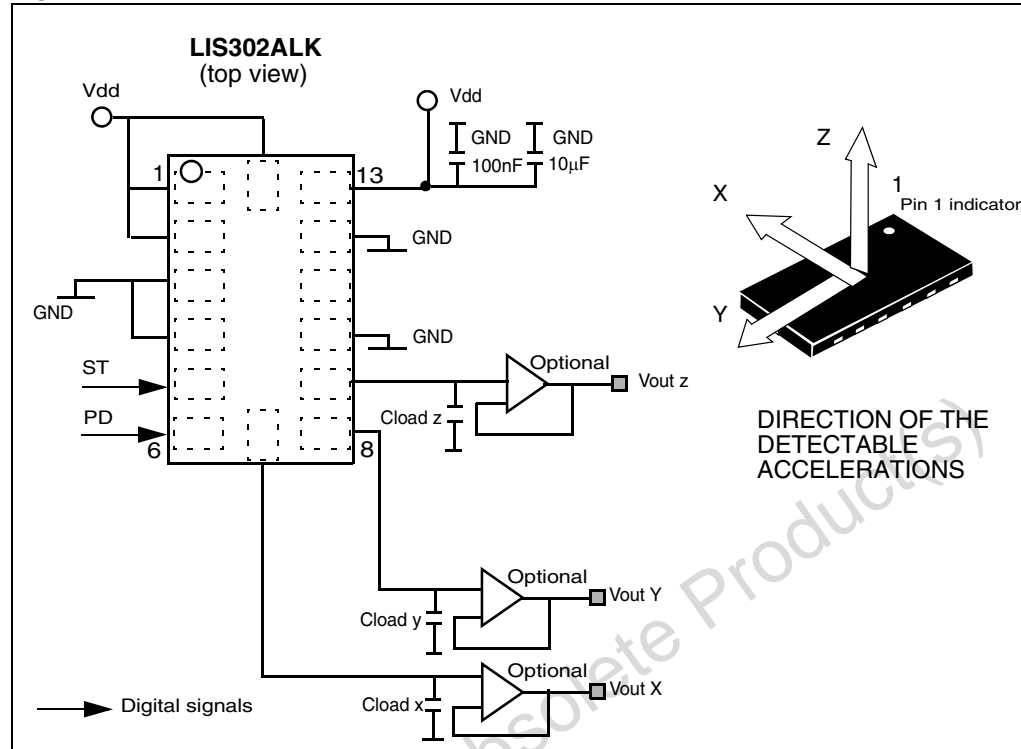 LIS302ALK
(top view)
Vdd
Vdd
GND
GND
100nF
10μF
1
13
GND
GND
GND
ST
PD
6
8
Optional
Vout z
Cload z
Optional
Vout Y
Cload y
Optional
Vout X
Cload x
Digital signals
Z
X
Y
1
Pin 1 indicator
DIRECTION OF THE
DETECTABLE
ACCELERATIONS
bsolete Product(s)